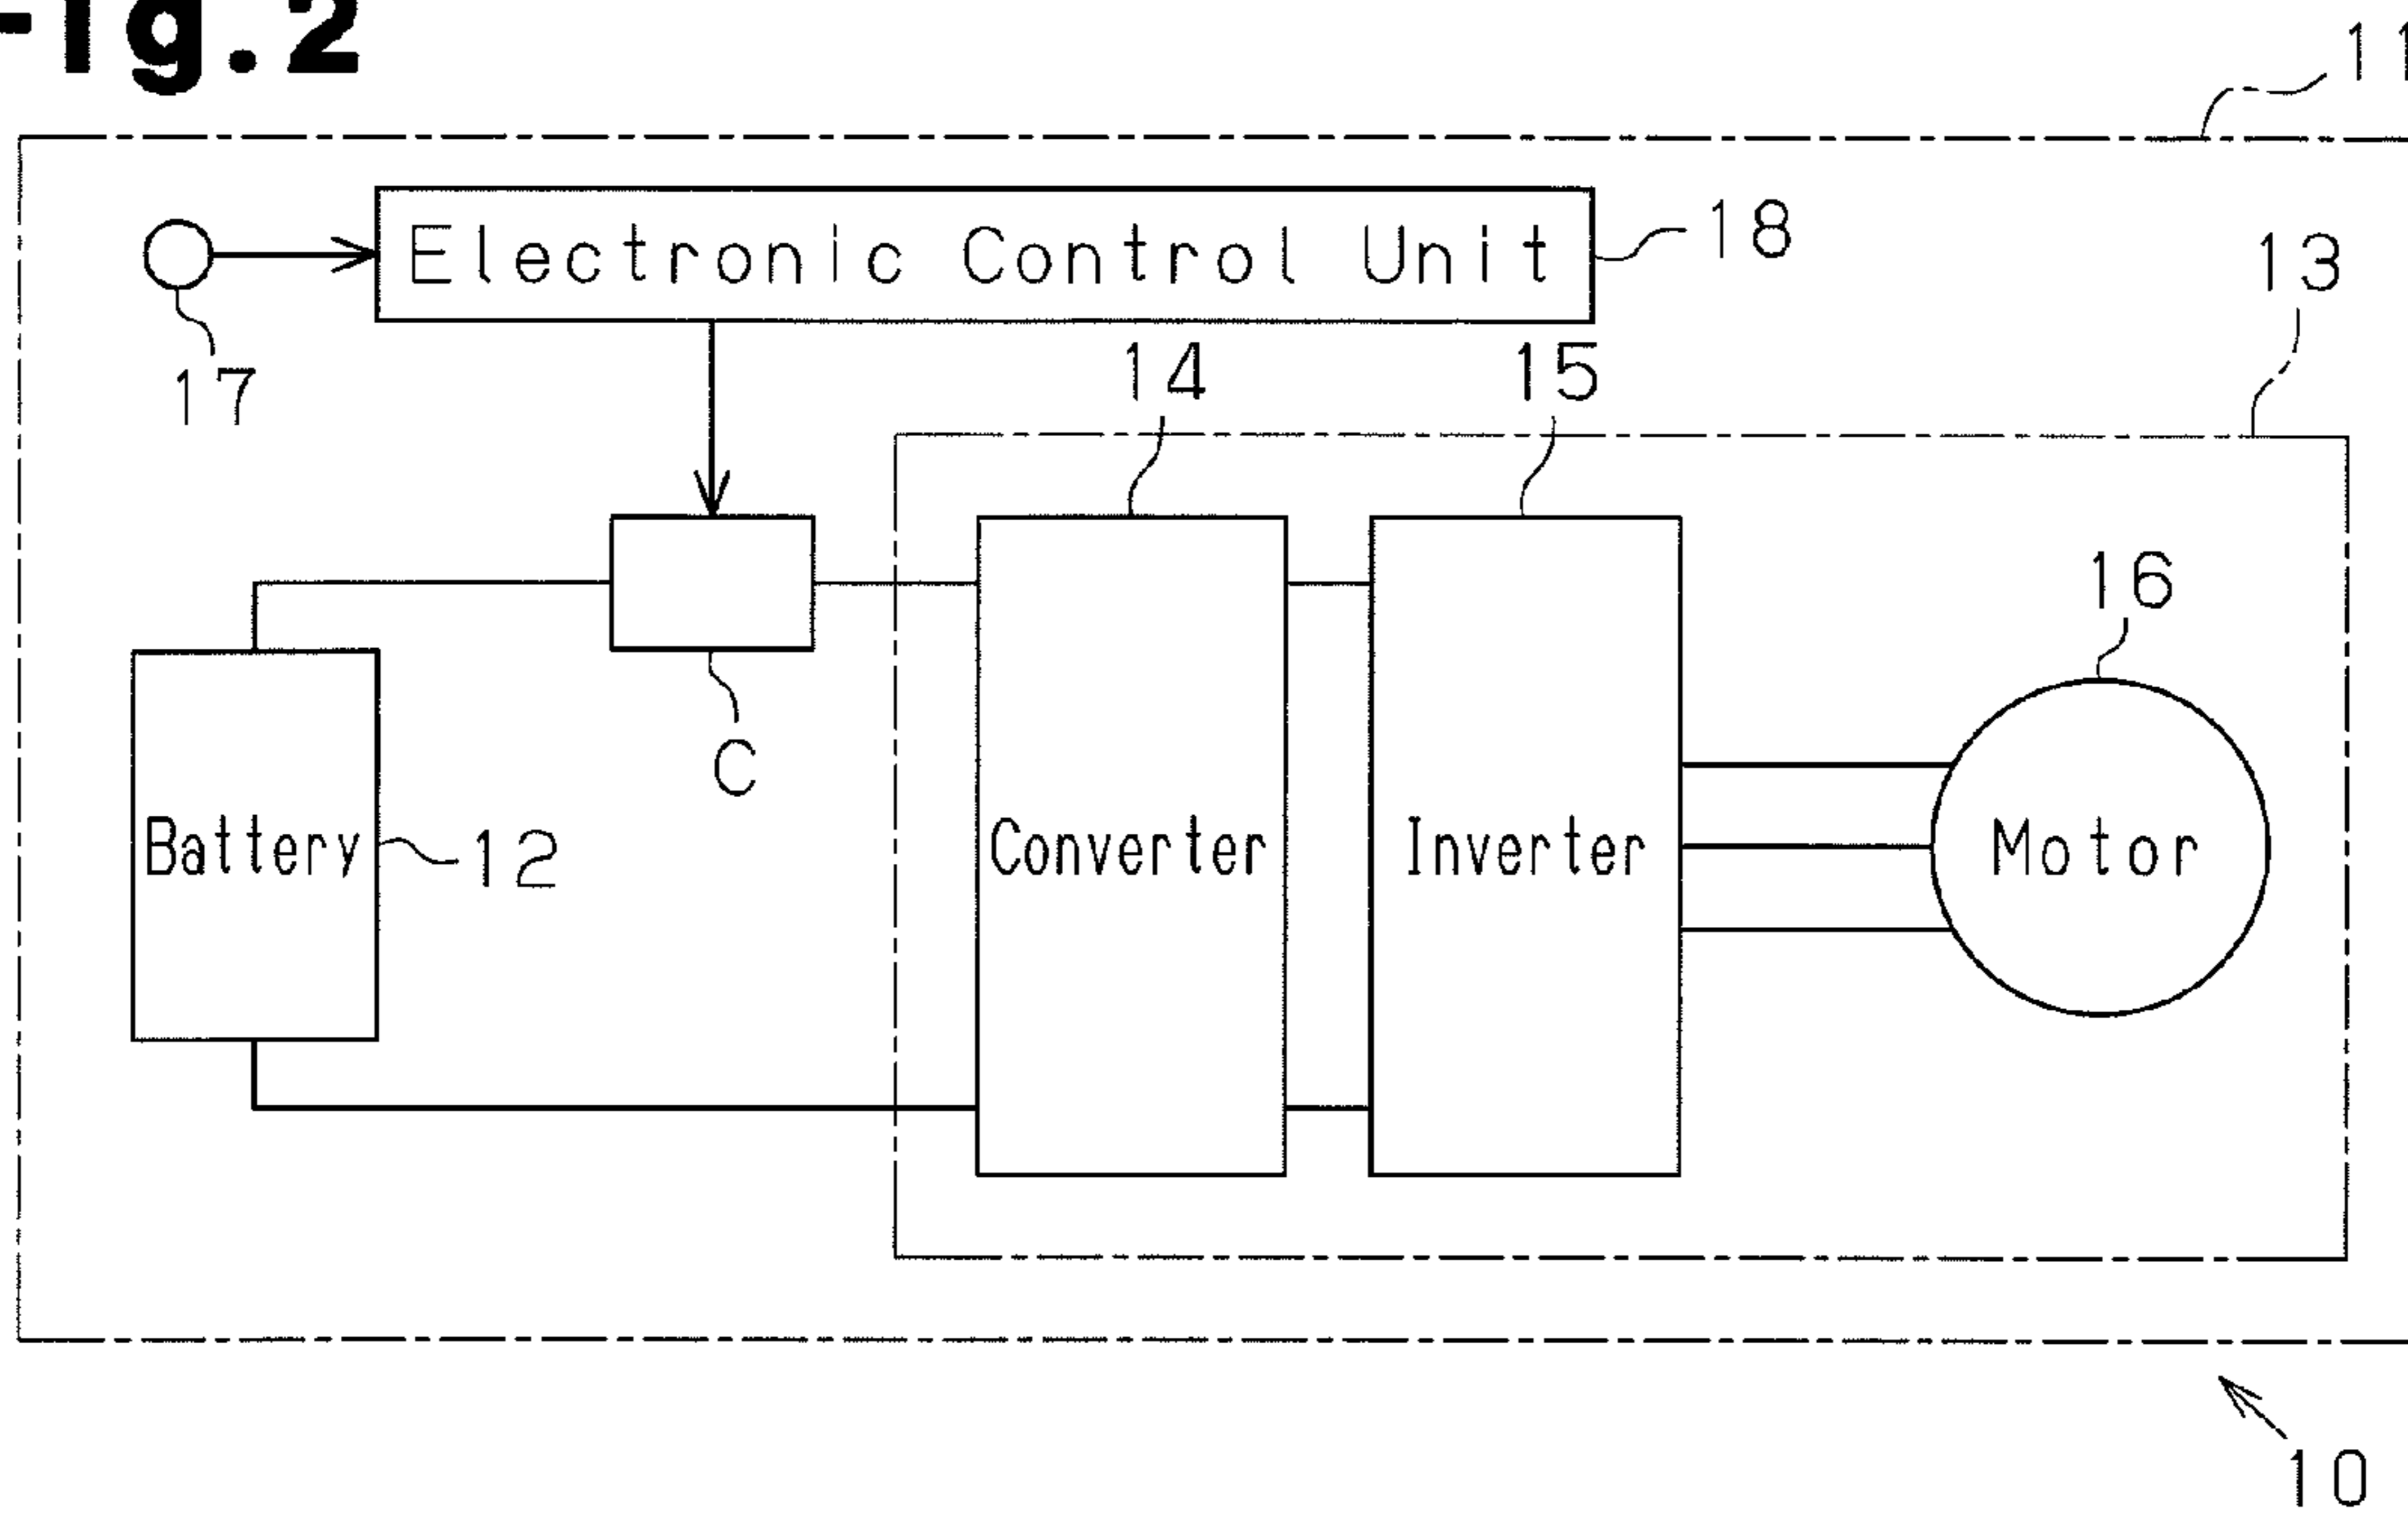 Fig.2
11
Electronic Control Unit
18
13
17
14
15
16
C
Battery
12
Converter
Inverter
Motor
10